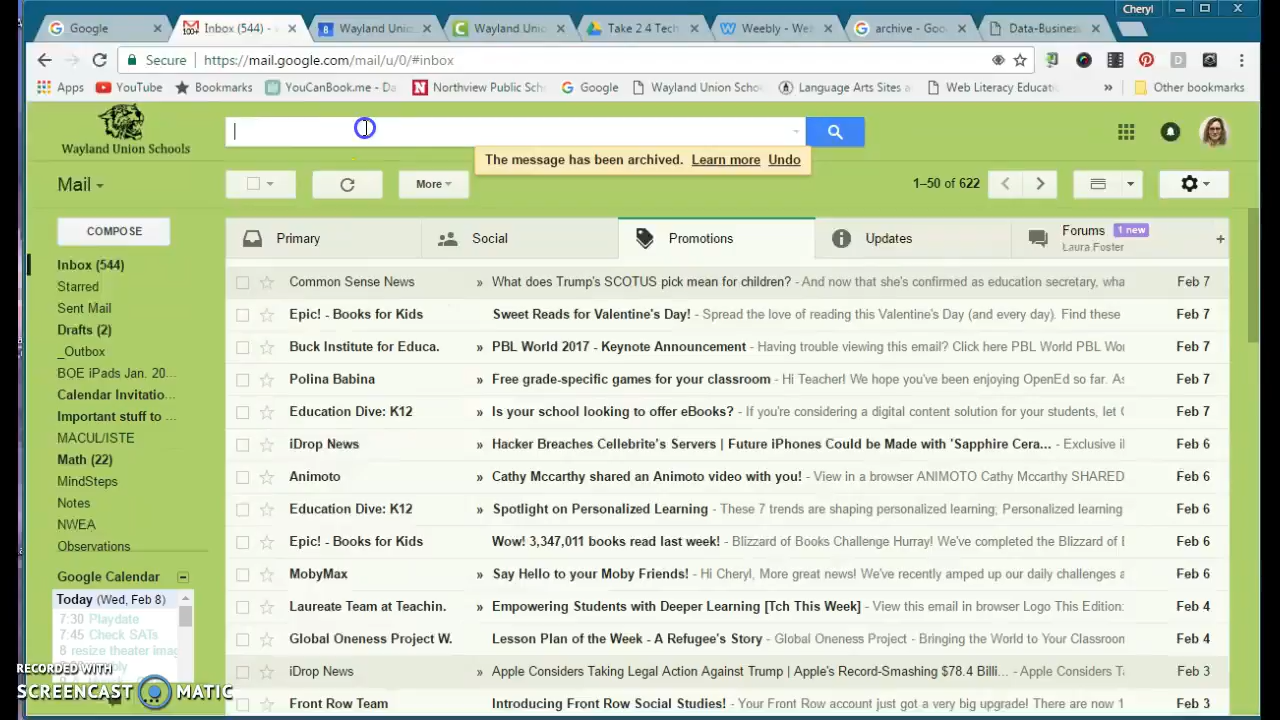 Cheryl
Google
Inbox (544) -
Wayland Unio
Wayland Unio
Take 2 4 Tech
Weebly - We
archive - Goo
Data-Business
Secure https://mail.google.com/mail/u/0/#inbox
Apps YouTube Bookmarks YouCanBook.me - Da Northview Public Sch Google Wayland Union Scho Language Arts Sites a Web Literacy Educati » Other bookmarks
Wayland Union Schools
The message has been archived. Learn more Undo
Mail
More
1–50 of 622
COMPOSE
Primary
Social
Promotions
Updates
Forums 1 new
Laura Foster
+
Inbox (544)
Starred
Sent Mail
Drafts (2)
_Outbox
BOE iPads Jan. 20...
Calendar Invitatio...
Important stuff to ...
MACUL/ISTE
Math (22)
MindSteps
Notes
NWEA
Observations
Common Sense News » What does Trump's SCOTUS pick mean for children? - And now that she's confirmed as education secretary, wha Feb 7
Epic! - Books for Kids » Sweet Reads for Valentine's Day! - Spread the love of reading this Valentine's Day (and every day). Find these Feb 7
Buck Institute for Educa. » PBL World 2017 - Keynote Announcement - Having trouble viewing this email? Click here PBL World PBL Wor Feb 7
Polina Babina » Free grade-specific games for your classroom - Hi Teacher! We hope you've been enjoying OpenEd so far. As Feb 7
Education Dive: K12 » Is your school looking to offer eBooks? - If you're considering a digital content solution for your students, let C Feb 7
iDrop News » Hacker Breaches Cellebrite's Servers | Future iPhones Could be Made with 'Sapphire Cera... - Exclusive il Feb 6
Animoto » Cathy Mccarthy shared an Animoto video with you! - View in a browser ANIMOTO Cathy Mccarthy SHARED Feb 6
Education Dive: K12 » Spotlight on Personalized Learning - These 7 trends are shaping personalized learning; Personalized learning Feb 6
Epic! - Books for Kids » Wow! 3,347,011 books read last week! - Blizzard of Books Challenge Hurray! We've completed the Blizzard of Feb 6
MobyMax » Say Hello to your Moby Friends! - Hi Cheryl, More great news! We've recently amped up our daily challenges a Feb 6
Laureate Team at Teachin. » Empowering Students with Deeper Learning [Tch This Week] - View this email in browser Logo This Edition: Feb 4
Global Oneness Project W. » Lesson Plan of the Week - A Refugee's Story - Global Oneness Project - Bringing the World to Your Classroom Feb 4
iDrop News » Apple Considers Taking Legal Action Against Trump | Apple's Record-Smashing $78.4 Billi... - Apple Considers T Feb 3
Front Row Team » Introducing Front Row Social Studies! - Your Front Row account just got a very big upgrade! There are now 1 Feb 3
Google Calendar
Today (Wed, Feb 8)
7:30 Playdate
7:45 Check SATs
8 resize theater imag
RECORDED WITH
SCREENCAST MATIC